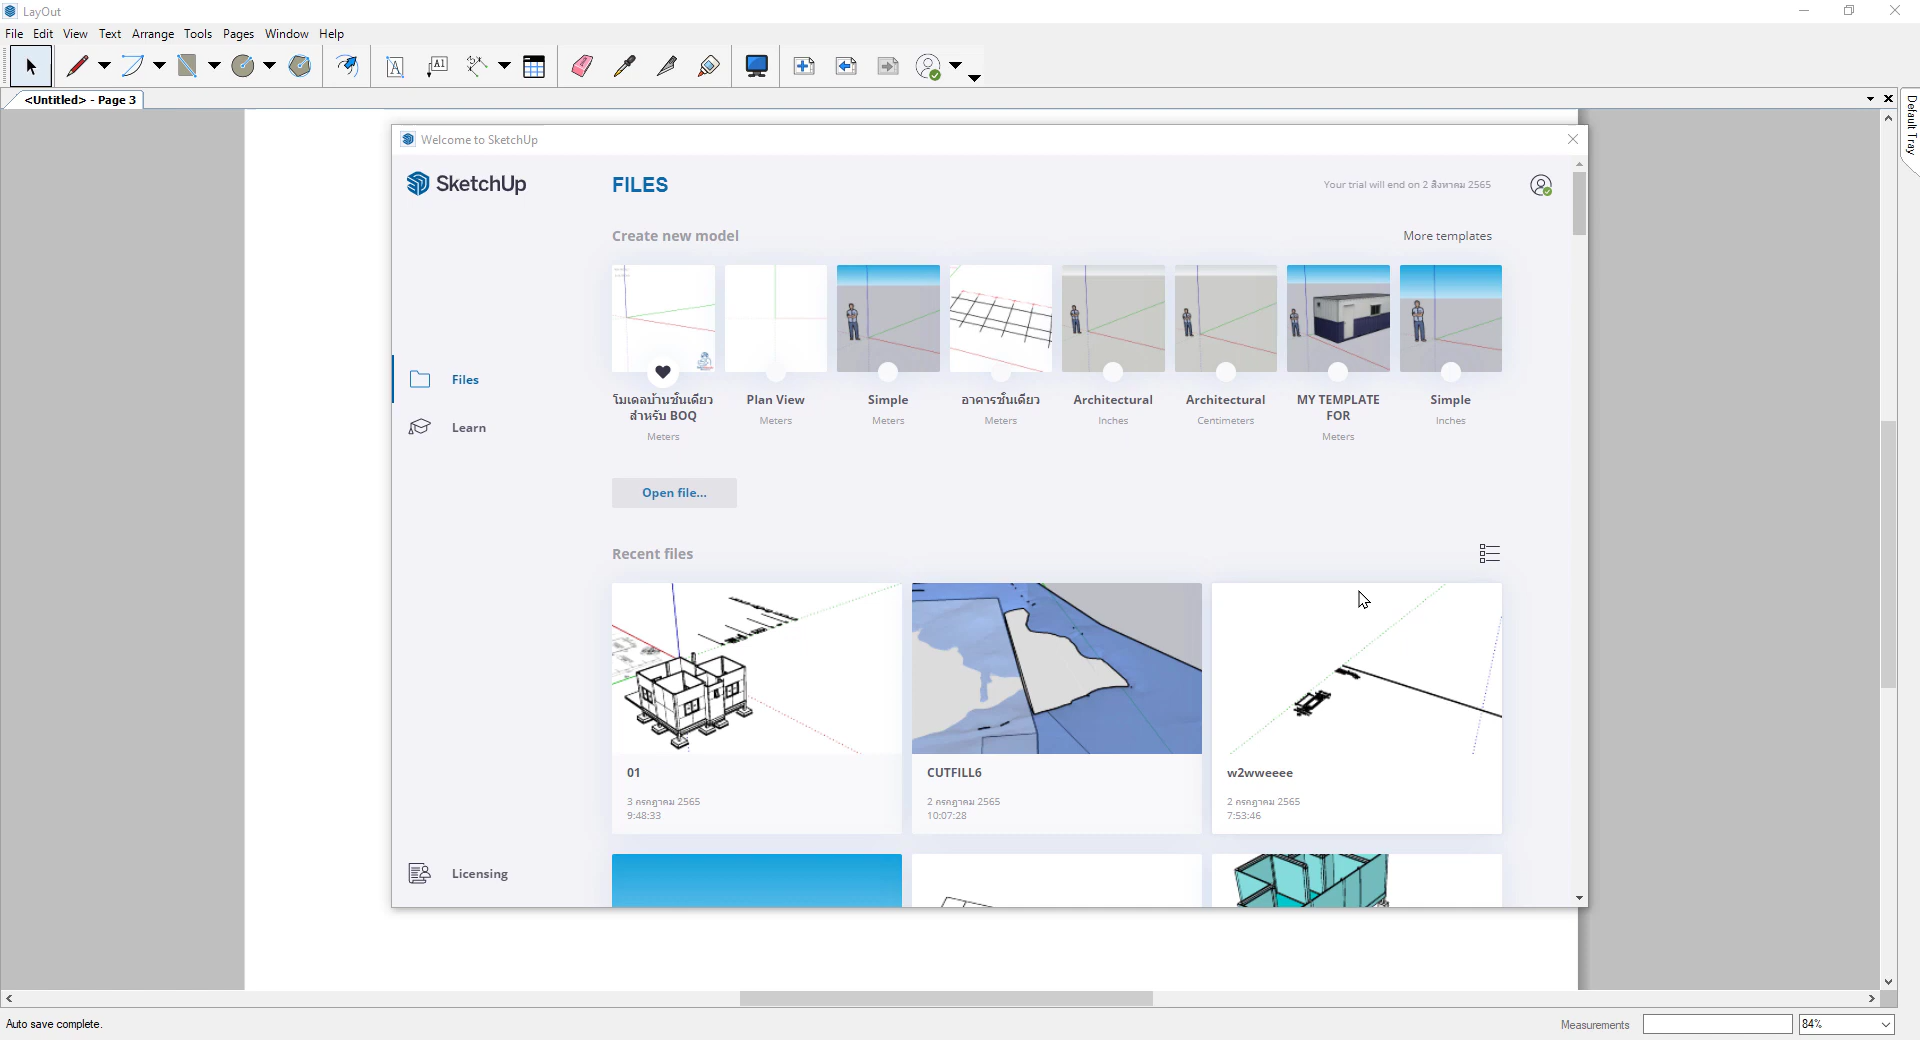 LayOut
File Edit View Text Arrange Tools Pages Window Help
<Untitled> - Page 3
Default Tray
Welcome to SketchUp
SketchUp
FILES
Your trial will end on 2 สิงหาคม 2565
Create new model
More templates
โมเดลบ้านชั้นเดียว
สำหรับ BOQ
Meters
Plan View
Meters
Simple
Meters
อาคารชั้นเดียว
Meters
Architectural
Inches
Architectural
Centimeters
MY TEMPLATE
FOR
Meters
Simple
Inches
Files
Learn
Open file...
Recent files
01
3 กรกฎาคม 2565
9:48:33
CUTFILL6
2 กรกฎาคม 2565
10:07:28
w2wweeee
2 กรกฎาคม 2565
7:53:46
Licensing
Auto save complete.
Measurements
84%